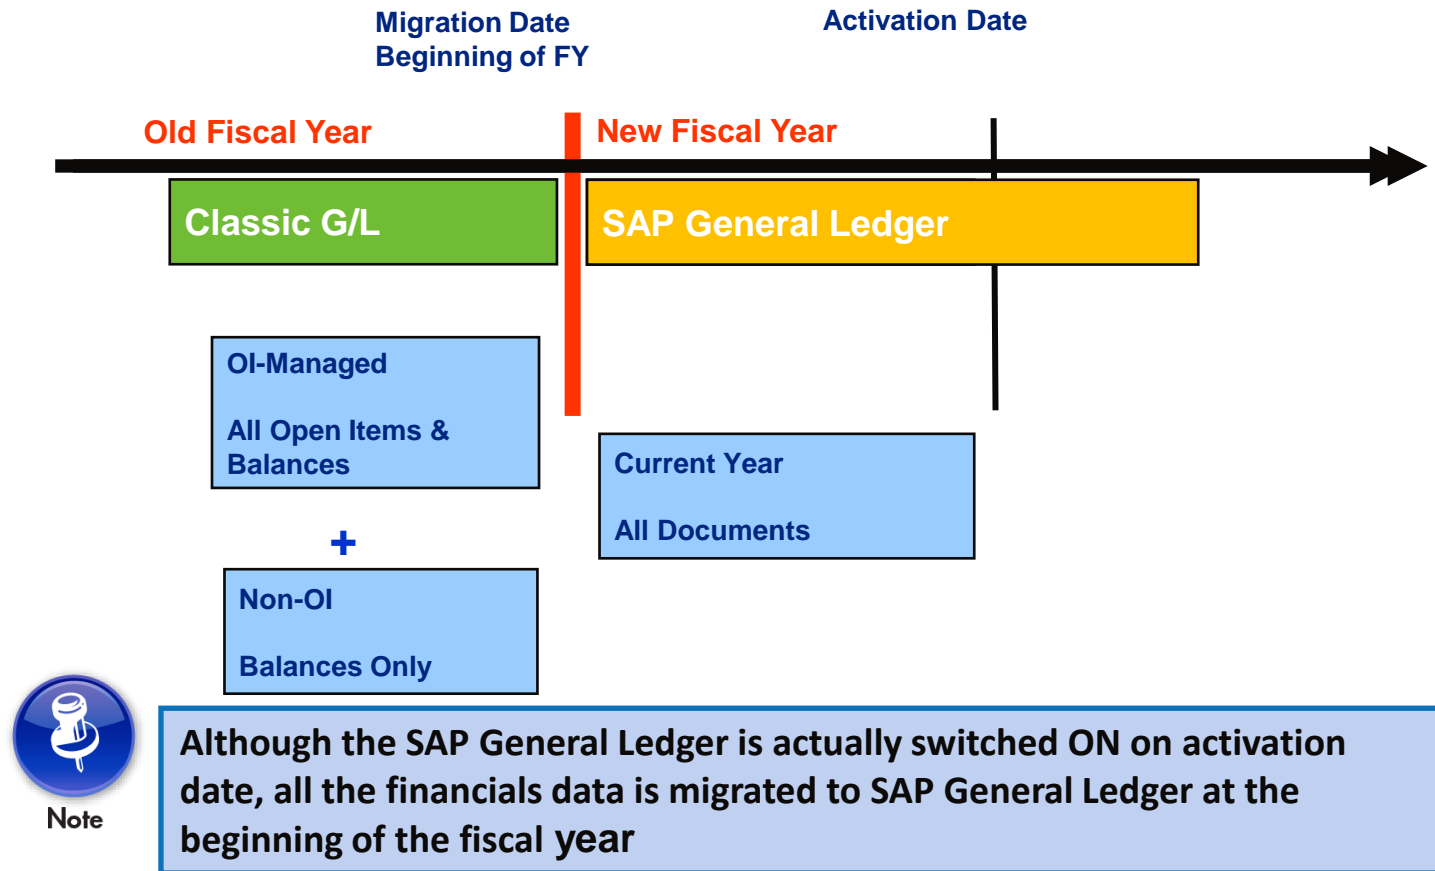 Migration Date
Beginning of FY
Activation Date
Old Fiscal Year
New Fiscal Year
Classic G/L
SAP General Ledger
OI-Managed
All Open Items &
Balances
+
Non-OI
Balances Only
Current Year
All Documents
Note
Although the SAP General Ledger is actually switched ON on activation
date, all the financials data is migrated to SAP General Ledger at the
beginning of the fiscal year